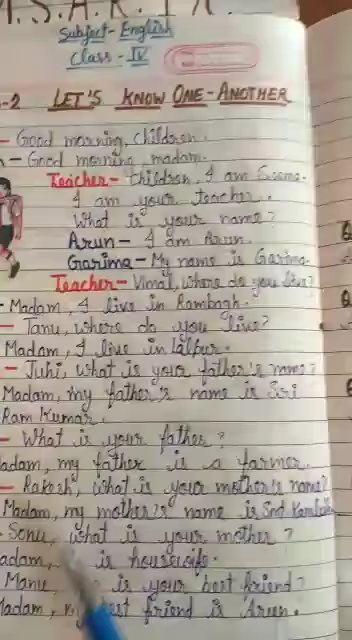 Subject- English
Class - IV
-2 LET'S KNOW ONE-ANOTHER
- Good morning, children.
- Good morning, madam.
Teacher- Children, I am Seema.
I am your teacher.
What is your name?
Arun- I am Arun.
Garima- My name is Garima.
Teacher- Vimal, where do you live?
- Madam, I live in Rambagh.
- Tanu, where do you live?
Madam, I live in Lalpur.
- Juhi, what is your father's name?
Madam, my father's name is Sri
Ram Kumar.
- What is your father?
adam, my father is a farmer.
- Rakesh, what is your mother's name?
Madam, my mother's name is Smt.
- Sonu, what is your mother?
adam, is housewife.
Manu, is your best friend?
Madam, my best friend is Arun.